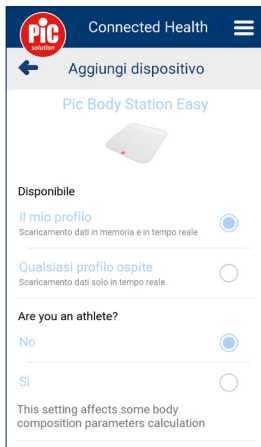 Pic
solution
Connected Health
Aggiungi dispositivo
Pic Body Station Easy
Disponibile
Il mio profilo
Scaricamento dati in memoria e in tempo reale
Qualsiasi profilo ospite
Scaricamento dati solo in tempo reale
Are you an athlete?
No
Sì
This setting affects some body
composition parameters calculation